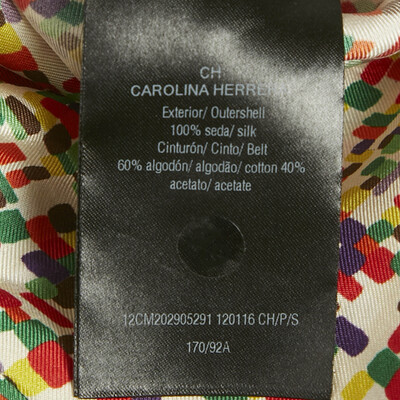 CH
CAROLINA HERRERA
Exterior/ Outershell
100% seda/ silk
Cinturón/ Cinto/ Belt
60% algodón/ algodão/ cotton 40%
acetato/ acetate
12CM202905291 120116 CH/P/S
170/92A